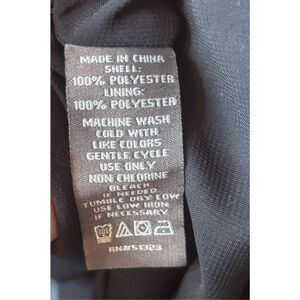 MADE IN CHINA
SHELL:
100% POLYESTER
LINING:
100% POLYESTER
MACHINE WASH
COLD WITH
LIKE COLORS
GENTLE CYCLE
USE ONLY
NON CHLORINE
BLEACH
IF NEEDED
TUMBLE DRY LOW
USE LOW IRON
IF NECESSARY
RN#51323